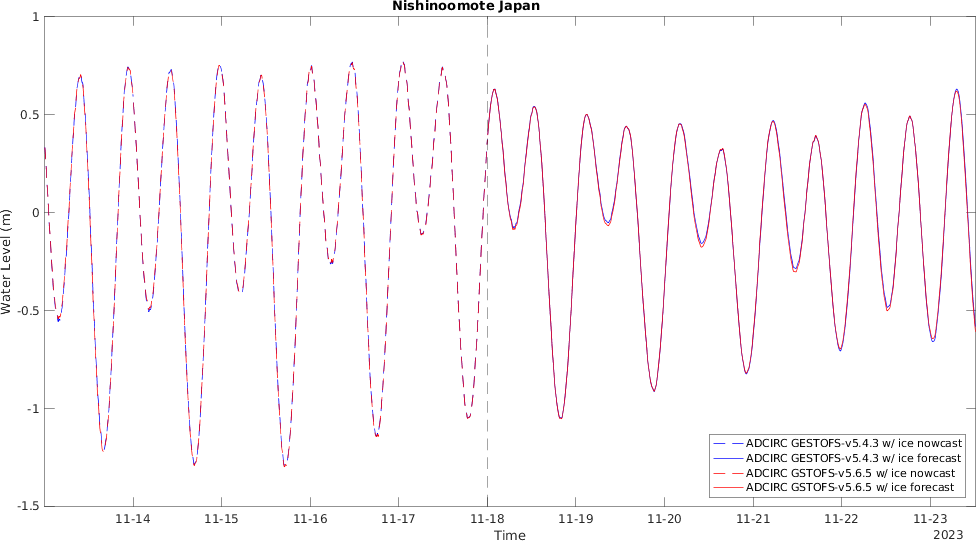 Nishinoomote Japan
1
0.5
0
-0.5
-1
-1.5
Water Level (m)
ADCIRC GESTOFS-v5.4.3 w/ ice nowcast
ADCIRC GESTOFS-v5.4.3 w/ ice forecast
ADCIRC GSTOFS-v5.6.5 w/ ice nowcast
ADCIRC GSTOFS-v5.6.5 w/ ice forecast
11-14 11-15 11-16 11-17 11-18 11-19 11-20 11-21 11-22 11-23
Time
2023